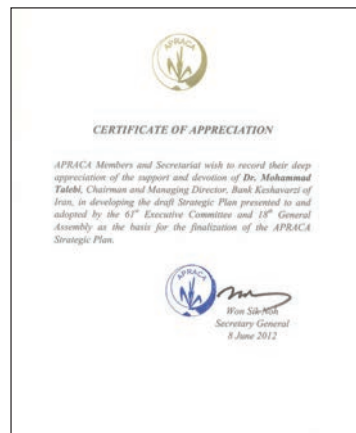 APRACA
CERTIFICATE OF APPRECIATION
APRACA Members and Secretariat wish to record their deep
appreciation of the support and devotion of Dr. Mohammad
Talebi, Chairman and Managing Director, Bank Keshavarzi of
Iran, in developing the draft Strategic Plan presented to and
adopted by the 61st Executive Committee and 18th General
Assembly as the basis for the finalization of the APRACA
Strategic Plan.
APRACA
Won Sik Noh
Secretary General
8 June 2012